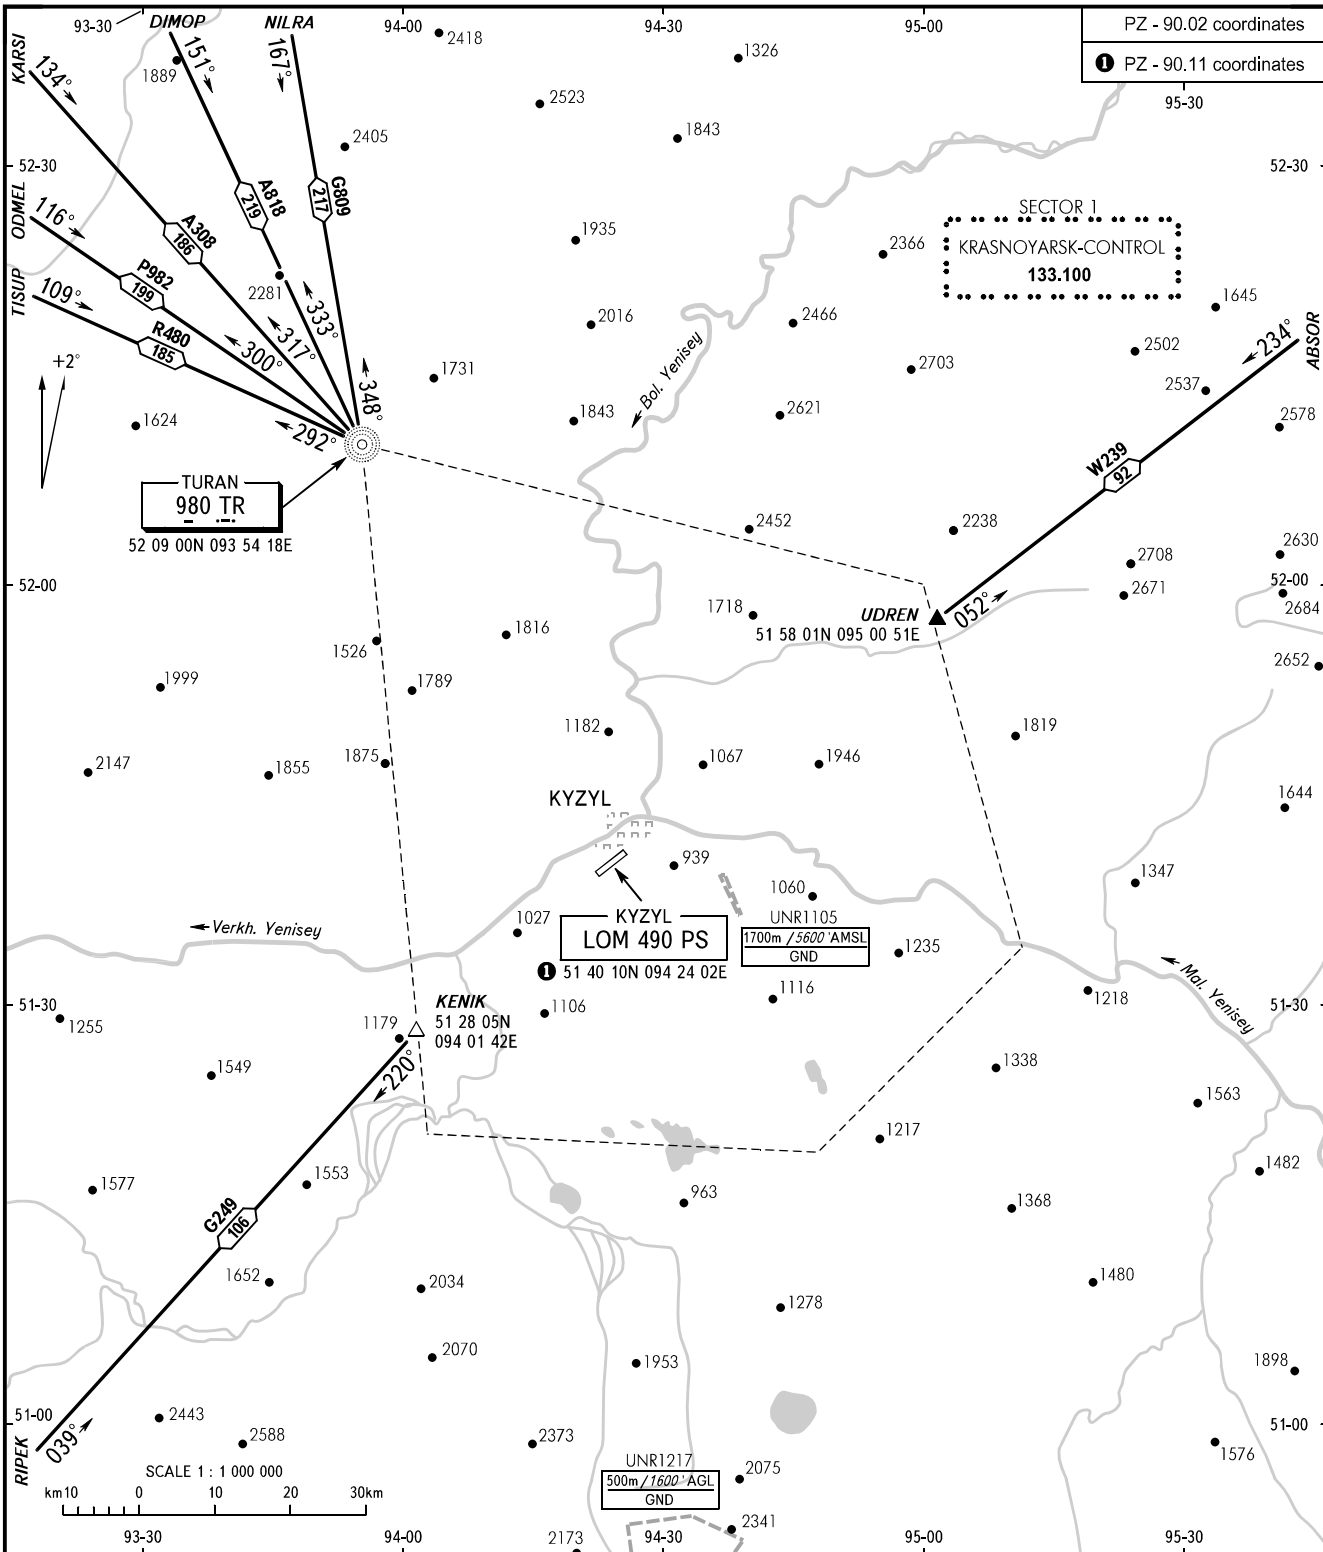 93-30
DIMOP
NILRA
94-00
2418
94-30
95-00
PZ - 90.02 coordinates
❶ PZ - 90.11 coordinates
KARSI
134°
151°
167°
1889
1326
2523
95-30
2405
1843
52-30
52-30
ODMEL
116°
A308
186
A818
219
G809
217
SECTOR 1
KRASNOYARSK-CONTROL
133.100
1935
2366
TISUP
109°
P982
199
2281
R480
185
333°
317°
300°
2016
2466
1645
234°
ABSOR
Bol. Yenisey
2502
+2°
1731
2703
2537
348°
292°
1624
1843
2621
2578
W239
92
TURAN
980 TR
52 09 00N 093 54 18E
2452
2238
2630
2708
52-00
52-00
2671
2684
1718
UDREN
51 58 01N 095 00 51E
052°
1816
1526
2652
1999
1789
1182
1819
2147
1855
1875
1067
1946
KYZYL
1644
939
1347
1060
UNR1105
1700m / 5600 'AMSL
GND
Verkh. Yenisey
1027
KYZYL
LOM 490 PS
❶ 51 40 10N 094 24 02E
1235
Mal. Yenisey
KENIK
51 28 05N
094 01 42E
51-30
51-30
1116
1218
1255
1106
1179
220°
1549
1338
1563
1217
1577
1553
1482
963
G249
106
1368
1652
2034
1480
1278
2070
1953
1898
51-00
51-00
2443
RIPEK
039°
2588
2373
1576
SCALE 1 : 1 000 000
km10 0 10 20 30km
UNR1217
500m / 1600 'AGL
GND
2075
2341
93-30
94-00
2173
94-30
95-00
95-30